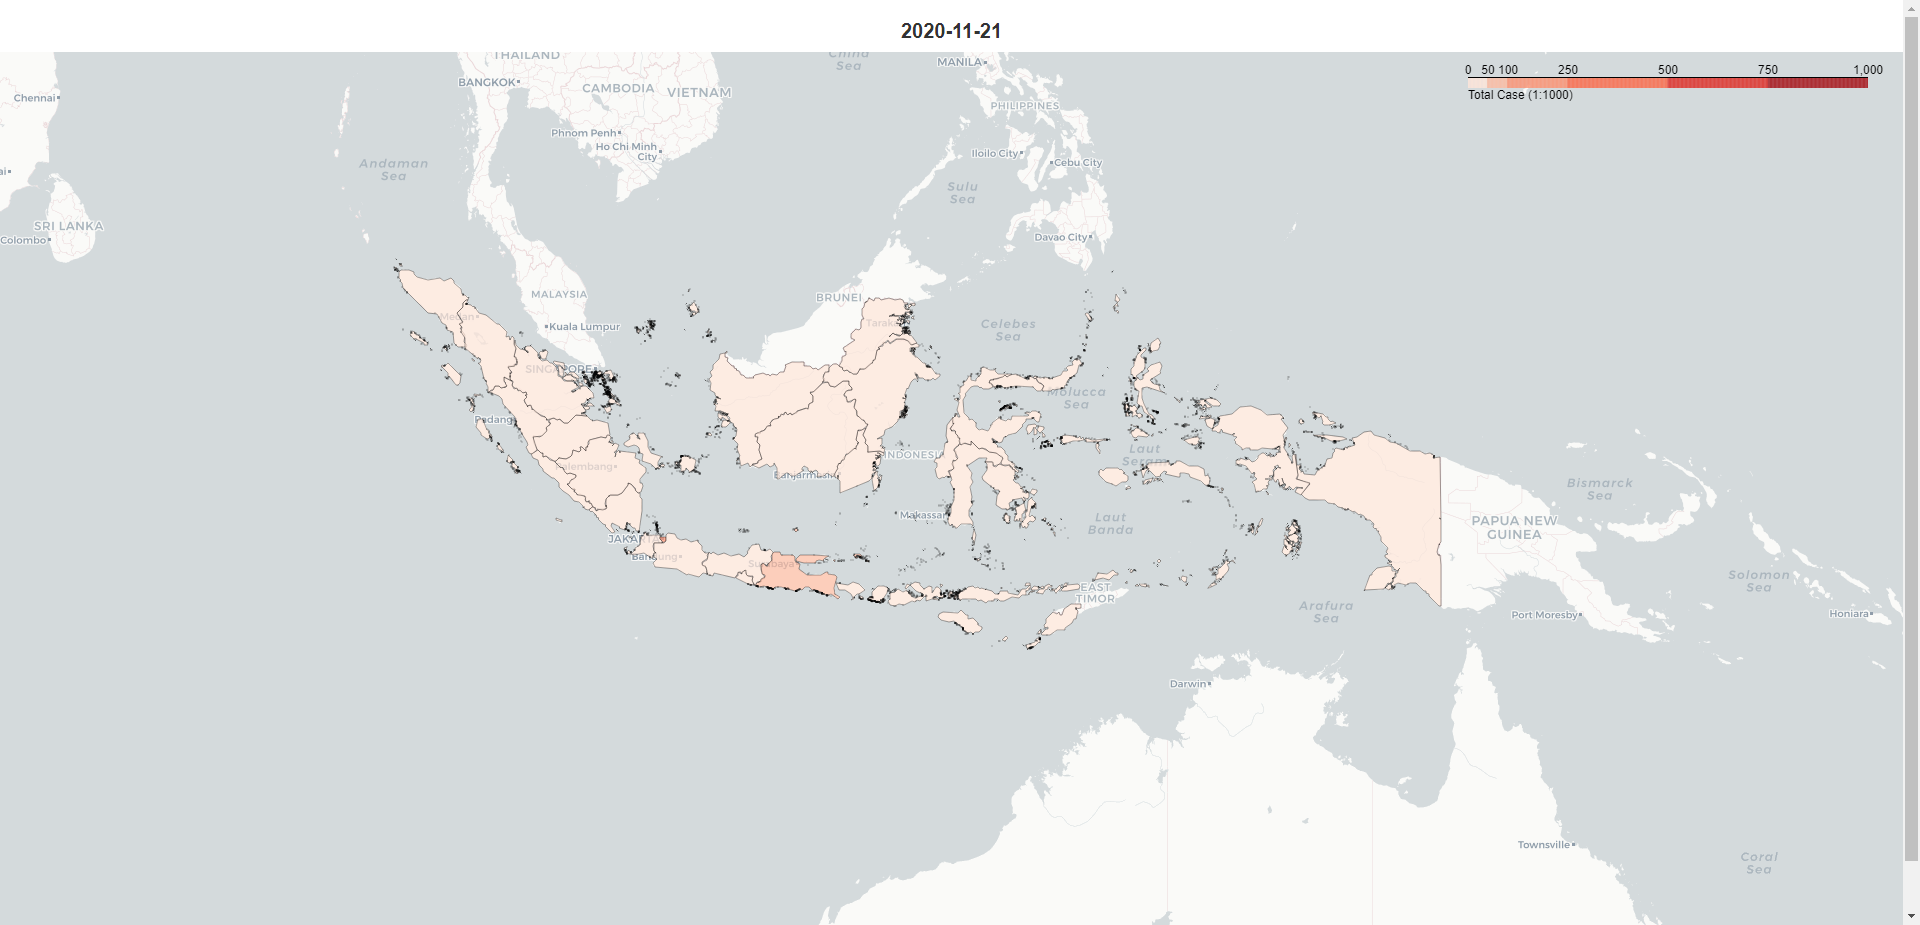 2020-11-21
0 50 100 250 500 750 1,000
Total Case (1:1000)
China
Sea
THAILAND
MANILA
BANGKOK
CAMBODIA
VIETNAM
Chennai
PHILIPPINES
Phnom Penh
Ho Chi Minh
City
Iloilo City
Cebu City
Andaman
Sea
ai
Sulu
Sea
SRI LANKA
Colombo
Davao City
MALAYSIA
BRUNEI
Medan
Kuala Lumpur
Celebes
Sea
SINGAPORE
Molucca
Sea
Padang
INDONESIA
Laut
Seram
Palembang
Banjarmasin
Bismarck
Sea
Makassar
Laut
Banda
PAPUA NEW
GUINEA
JAKARTA
Bandung
Surabaya
EAST
TIMOR
Solomon
Sea
Arafura
Sea
Port Moresby
Honiara
Darwin
Townsville
Coral
Sea